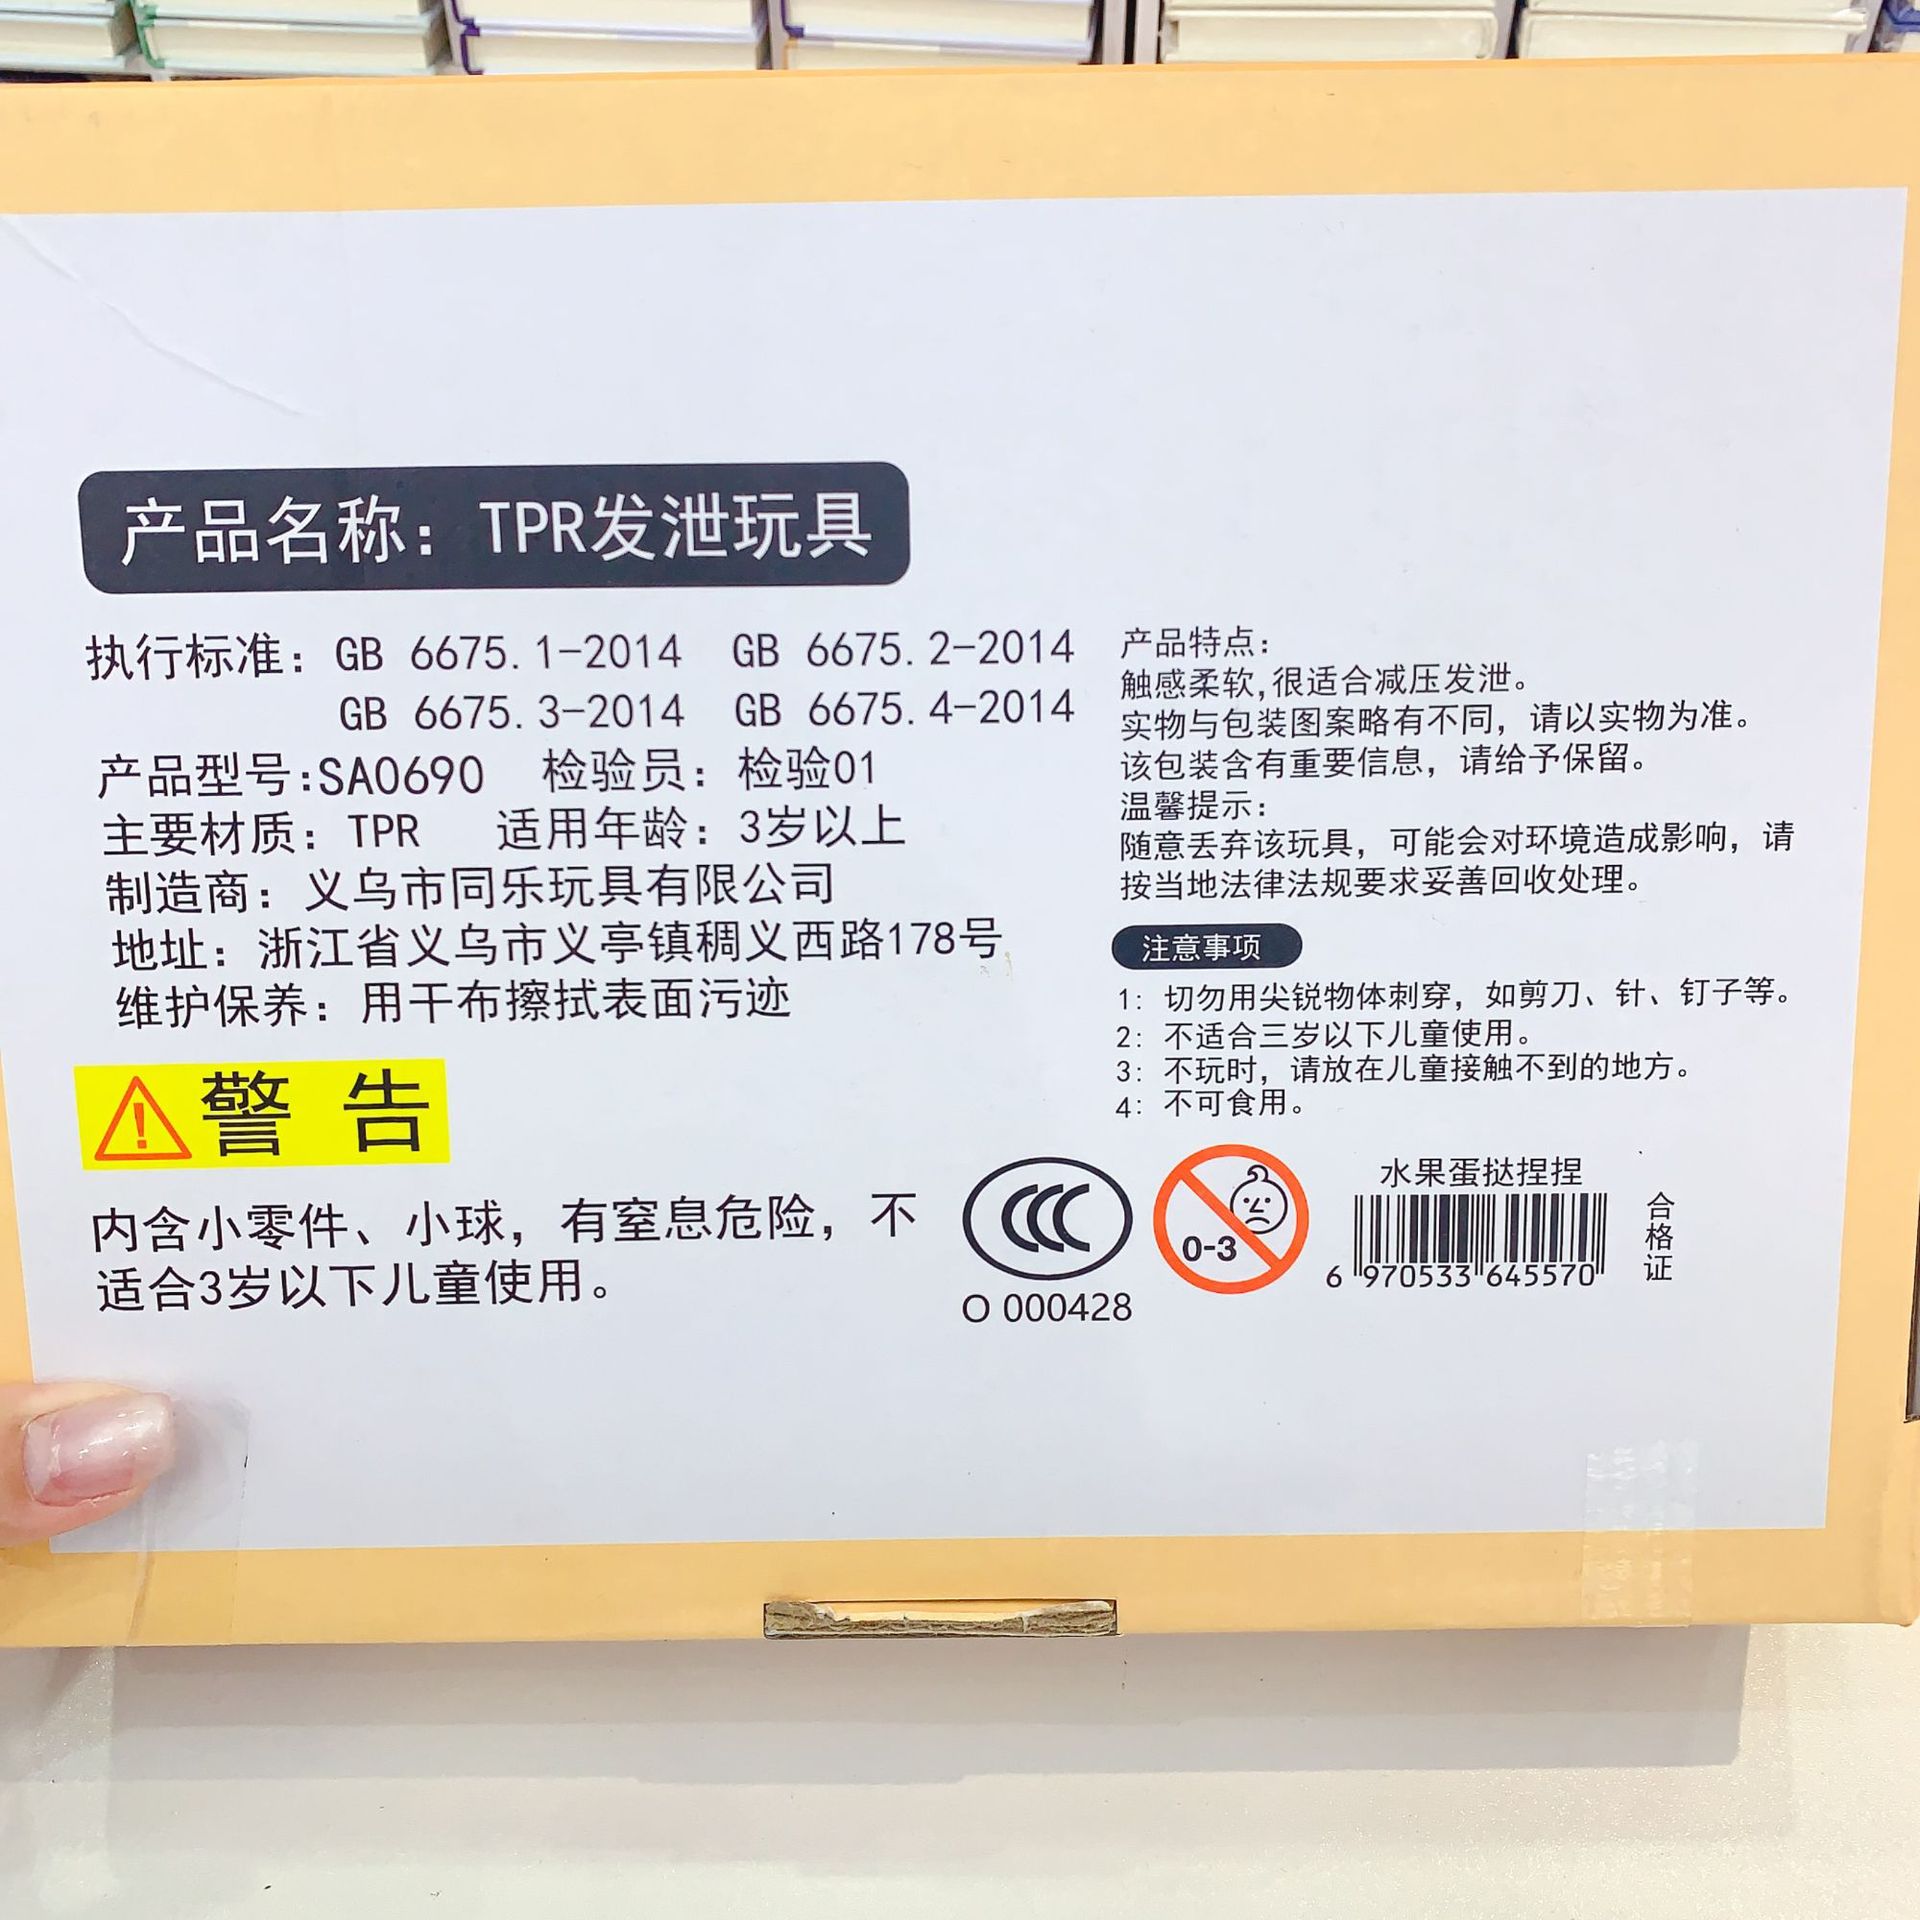 产品名称：TPR发泄玩具
执行标准：GB 6675.1-2014 GB 6675.2-2014
GB 6675.3-2014 GB 6675.4-2014
产品型号:SA0690 检验员：检验01
主要材质：TPR 适用年龄：3岁以上
制造商：义乌市同乐玩具有限公司
地址：浙江省义乌市义亭镇稠义西路178号
维护保养：用干布擦拭表面污迹
警 告
内含小零件、小球，有窒息危险，不
适合3岁以下儿童使用。
产品特点：
触感柔软,很适合减压发泄。
实物与包装图案略有不同，请以实物为准。
该包装含有重要信息，请给予保留。
温馨提示：
随意丢弃该玩具，可能会对环境造成影响，请
按当地法律法规要求妥善回收处理。
注意事项
1：切勿用尖锐物体刺穿，如剪刀、针、钉子等。
2：不适合三岁以下儿童使用。
3：不玩时，请放在儿童接触不到的地方。
4：不可食用。
CCC
O 000428
0-3
水果蛋挞捏捏
6 970533 645570
合格证